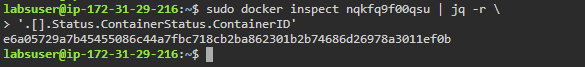 labsuser@ip-172-31-29-216:~$ sudo docker inspect nqkfq9f00qsu | jq -r \
> '.[].Status.ContainerStatus.ContainerID'
e6a05729a7b45455086c44a7fbc718cb2ba862301b2b74686d26978a3011ef0b
labsuser@ip-172-31-29-216:~$